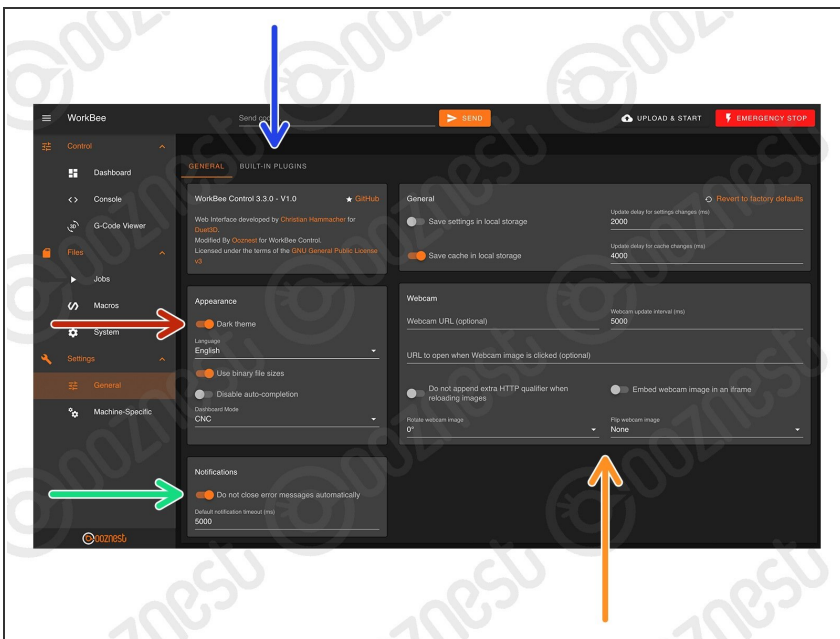 WorkBee
Send code
SEND
UPLOAD & START
EMERGENCY STOP
Control
Dashboard
Console
3D
G-Code Viewer
Files
Jobs
Macros
System
Settings
General
Machine-Specific
ooznest
GENERAL
BUILT-IN PLUGINS
WorkBee Control 3.3.0 - V1.0
GitHub
Web Interface developed by Christian Hammacher for
Duet3D.
Modified By Ooznest for WorkBee Control.
Licensed under the terms of the GNU General Public License
v3
General
Revert to factory defaults
Save settings in local storage
Update delay for settings changes (ms)
2000
Save cache in local storage
Update delay for cache changes (ms)
4000
Appearance
Dark theme
Language
English
Use binary file sizes
Disable auto-completion
Dashboard Mode
CNC
Webcam
Webcam URL (optional)
Webcam update interval (ms)
5000
URL to open when Webcam image is clicked (optional)
Do not append extra HTTP qualifier when
reloading images
Embed webcam image in an iframe
Rotate webcam image
0°
Flip webcam image
None
Notifications
Do not close error messages automatically
Default notification timeout (ms)
5000